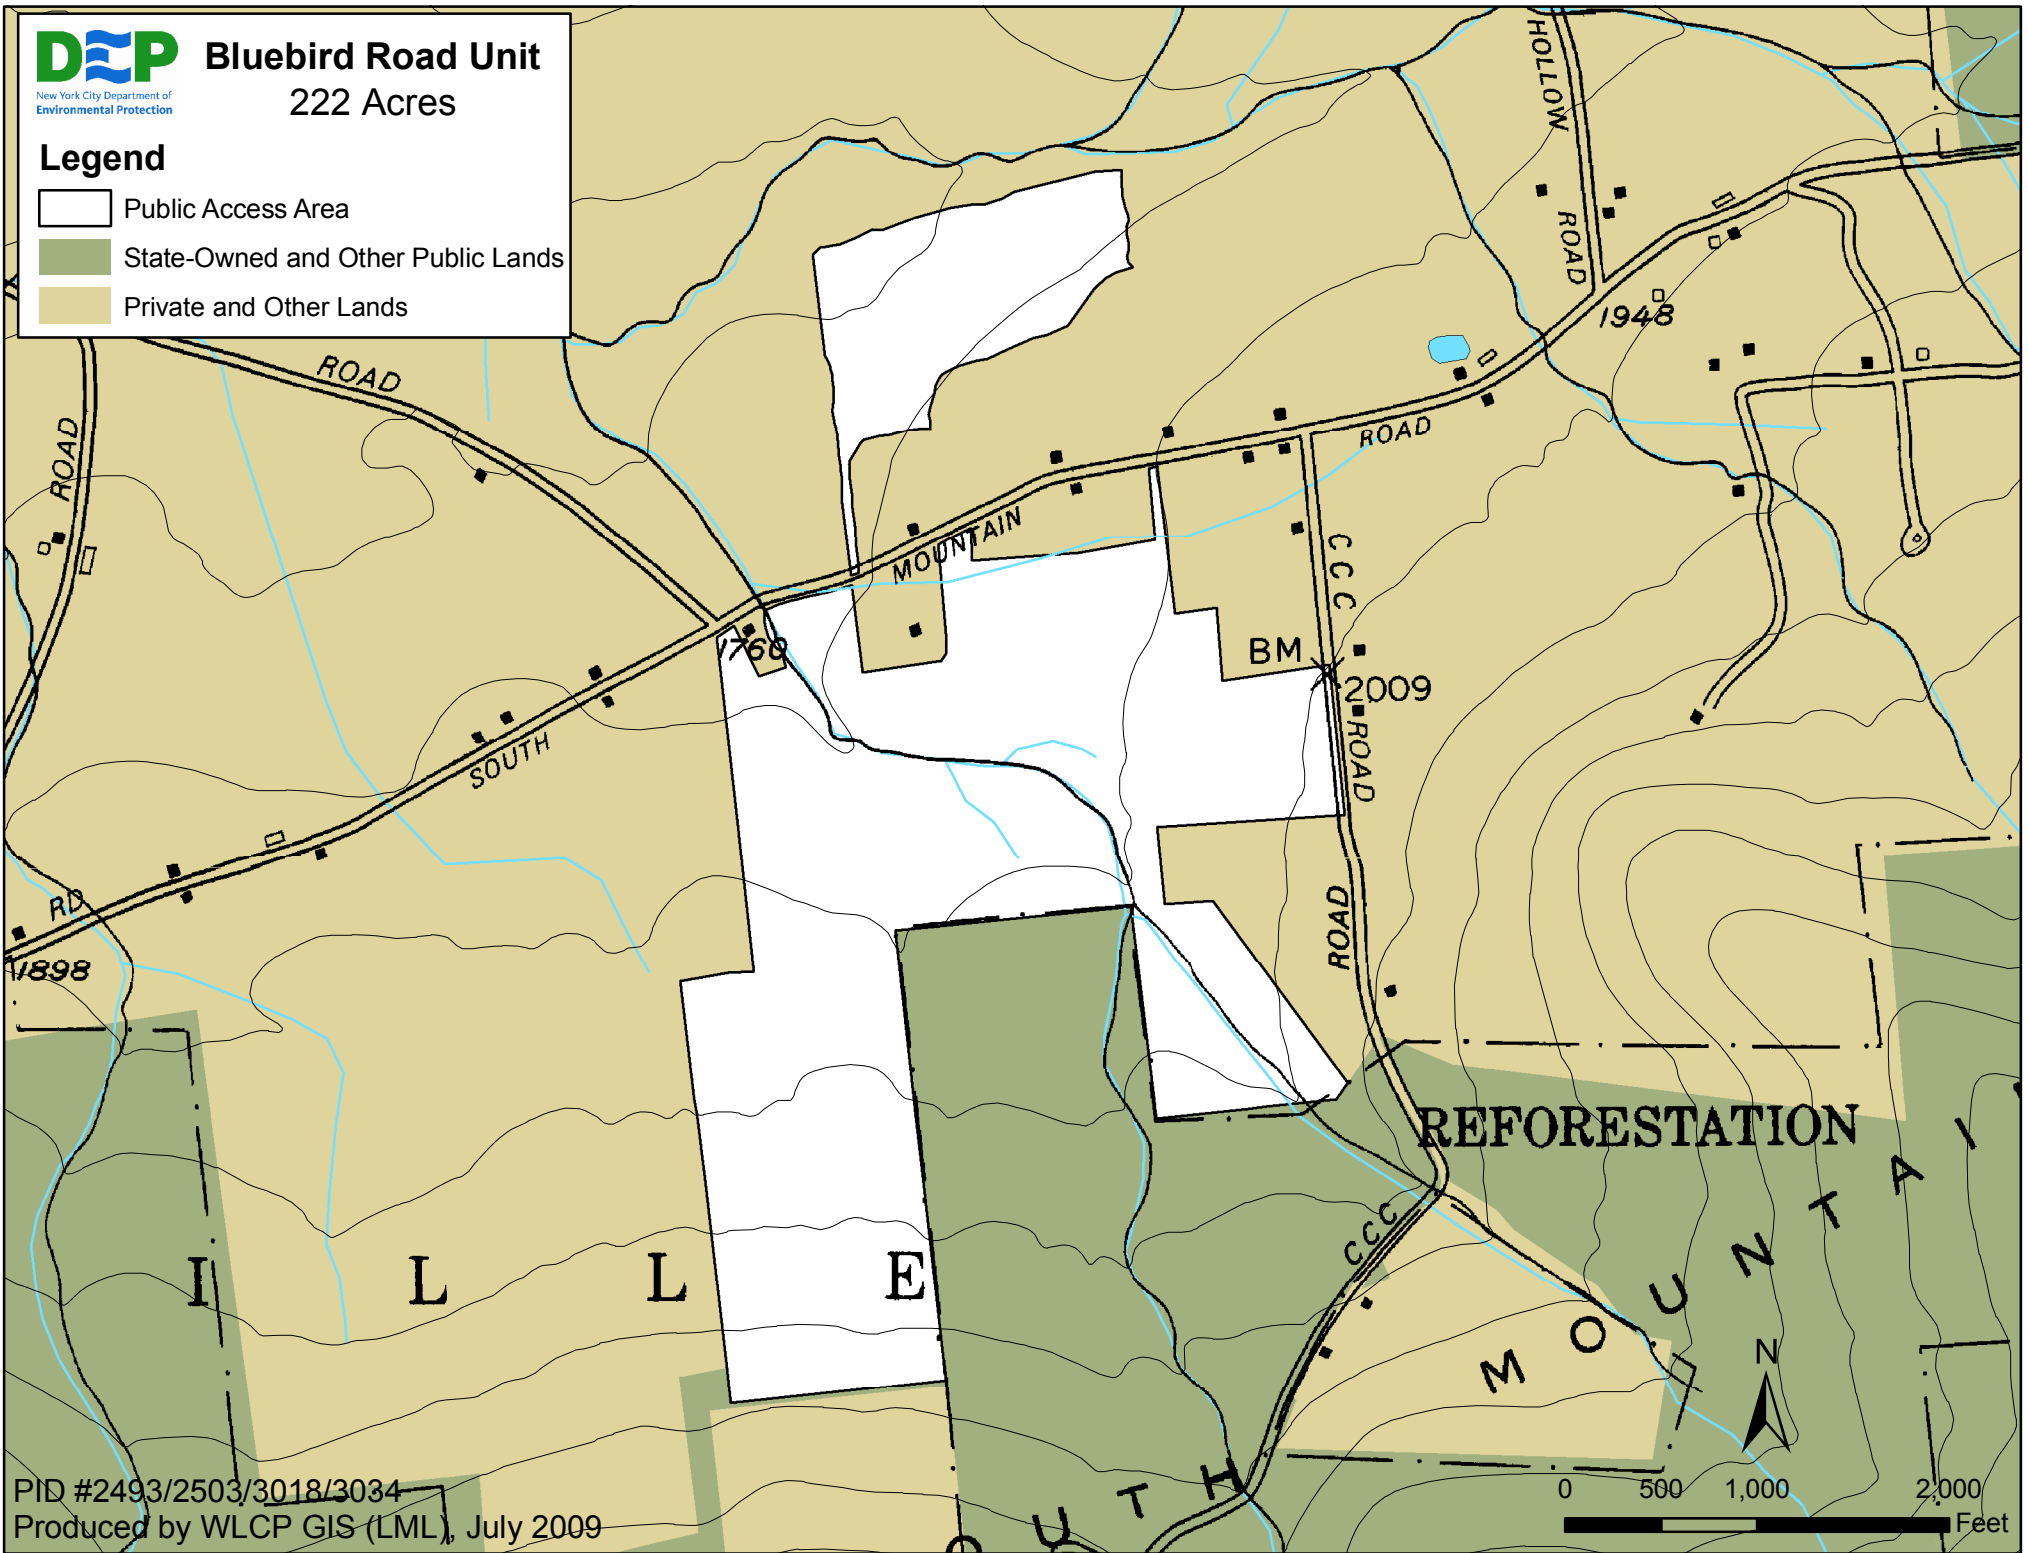 DEP
New York City Department of
Environmental Protection
Bluebird Road Unit
222 Acres
Legend
Public Access Area
State-Owned and Other Public Lands
Private and Other Lands
HOLLOW
ROAD
1948
ROAD
ROAD
ROAD
MOUNTAIN
CCC
BM
2009
ROAD
1760
SOUTH
RD
1898
ROAD
REFORESTATION
CCC
I L L E
MOUNTAI
OUTH
N
PID #2493/2503/3018/3034
Produced by WLCP GIS (LML), July 2009
0 500 1,000 2,000
Feet